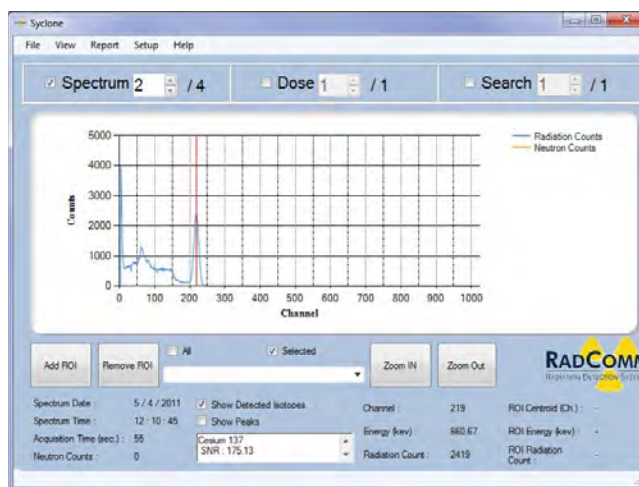 Syclone
File View Report Setup Help
Spectrum 2 / 4 Dose 1 / 1 Search 1 / 1
5000
4000
3000
2000
1000
0
Counts
0 100 200 300 400 500 600 700 800 900 1000
Channel
Radiation Counts
Neutron Counts
Add ROI Remove ROI All Selected Zoom IN Zoom Out
RADCOMM
RADIATION DETECTION
Spectrum Date : 5 / 4 / 2011
Spectrum Time : 12 : 10 : 45
Acquisition Time (sec.) : 55
Neutron Counts : 0
Show Detected Isotopes
Show Peaks
Cesium 137
SNR : 175.13
Channel : 219
Energy (kev) : 660.67
Radiation Count : 2419
ROI Centroid (Ch.) : -
ROI Energy (kev) : -
ROI Radiation
Count : -